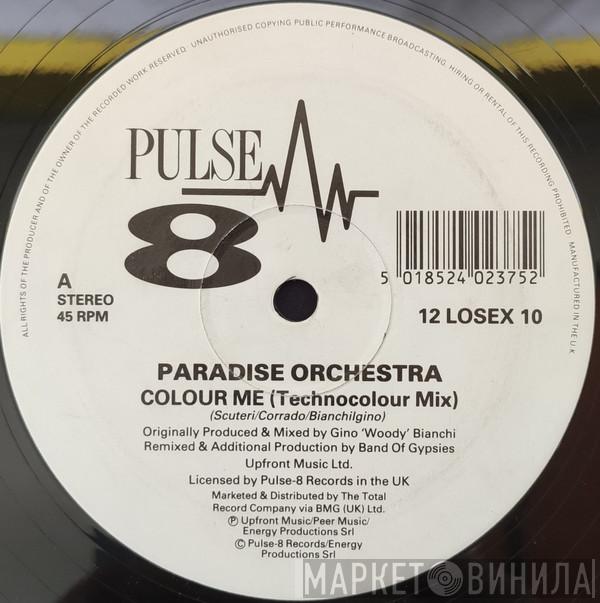 ALL RIGHTS OF THE PRODUCER AND OF THE OWNER OF THE RECORDED WORK RESERVED. UNAUTHORISED COPYING PUBLIC PERFORMANCE BROADCASTING. HIRING OR RENTAL OF THIS RECORDING PROHIBITED. MANUFACTURED IN THE U.K.
PULSE
8
A
STEREO
45 RPM
5 018524 023752
12 LOSEX 10
PARADISE ORCHESTRA
COLOUR ME (Technocolour Mix)
(Scuteri/Corrado/Bianchilgino)
Originally Produced & Mixed by Gino 'Woody' Bianchi
Remixed & Additional Production by Band Of Gypsies
Upfront Music Ltd.
Licensed by Pulse-8 Records in the UK
Marketed & Distributed by The Total
Record Company via BMG (UK) Ltd.
Ⓟ Upfront Music/Peer Music/
Energy Productions Srl
© Pulse-8 Records/Energy
Productions Srl
МАРКЕТ ВИНИЛА